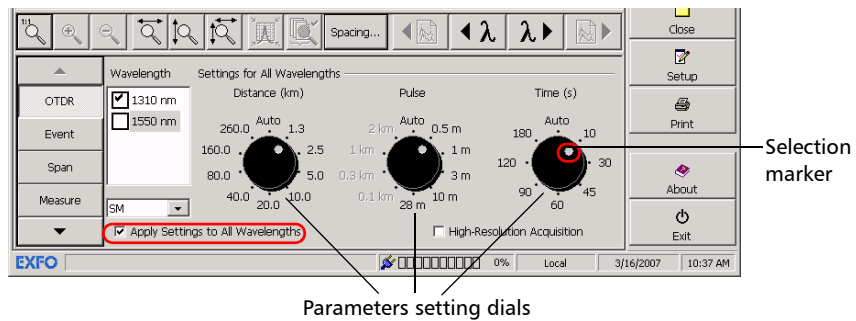 1:1
Spacing...
λ
λ
Close
Setup
Print
About
Exit
OTDR
Event
Span
Measure
Wavelength
1310 nm
1550 nm
SM
Settings for All Wavelengths
Distance (km)
Auto
1.3
2.5
5.0
10.0
20.0
40.0
80.0
160.0
260.0
Pulse
Auto
0.5 m
1 m
3 m
10 m
28 m
0.1 km
0.3 km
1 km
2 km
Time (s)
Auto
10
30
45
60
90
120
180
Apply Settings to All Wavelengths
High-Resolution Acquisition
EXFO
0%
Local
3/16/2007
10:37 AM
Selection
marker
Parameters setting dials